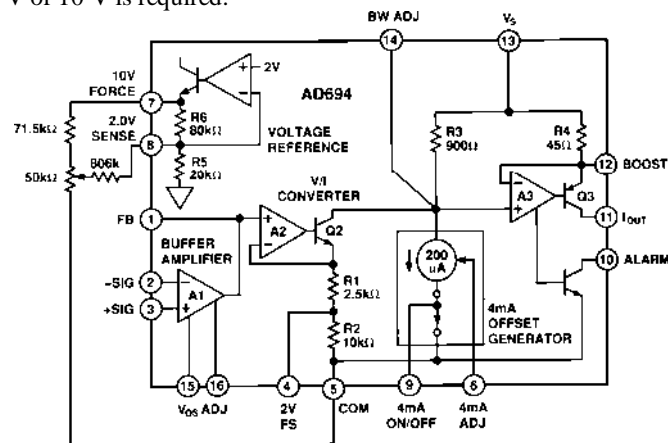 V or 10 V is required.
BW ADJ
14
Vs
13
10V
FORCE
7
2V
AD694
R6
80kΩ
VOLTAGE
REFERENCE
2.0V
SENSE
8
R5
20kΩ
71.5kΩ
806k
50kΩ
R3
900Ω
R4
45Ω
12
BOOST
A3
Q3
11
IOUT
V/I
CONVERTER
FB
1
A2
Q2
BUFFER
AMPLIFIER
–SIG
2
+SIG
3
A1
R1
2.5kΩ
R2
10kΩ
200
µA
10
ALARM
4mA
OFFSET
GENERATOR
15
16
4
5
9
6
VOS ADJ
2V
FS
COM
4mA
ON/OFF
4mA
ADJ